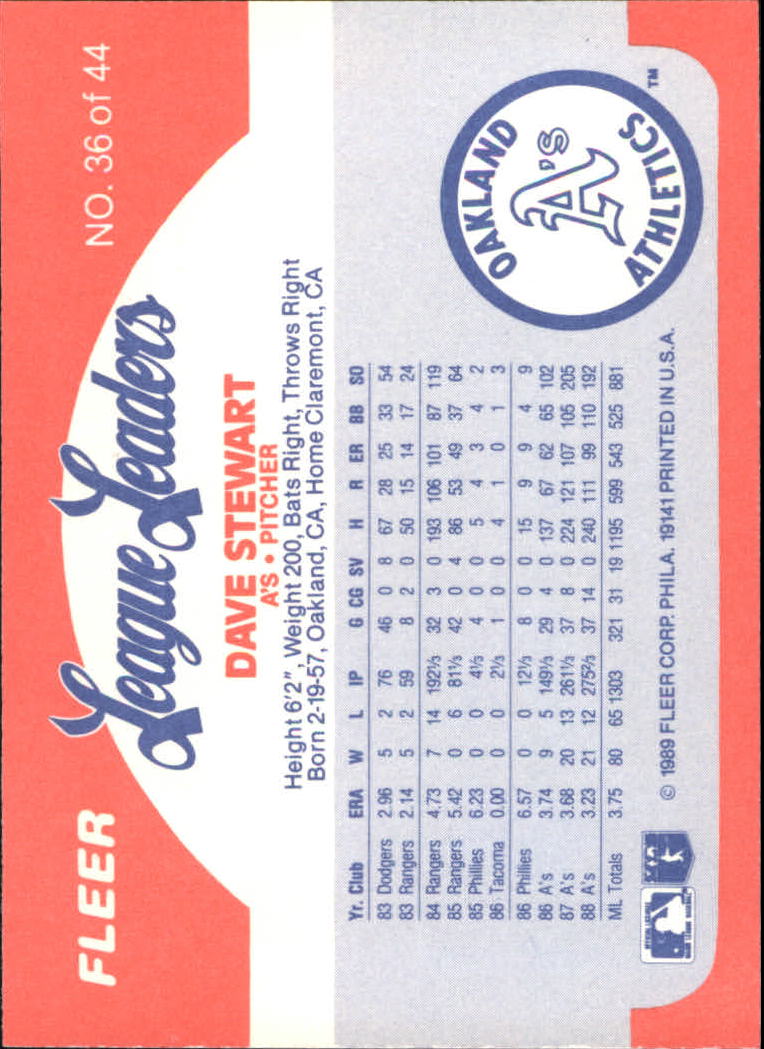 FLEER
League Leaders
NO. 36 of 44
DAVE STEWART
A'S • PITCHER
Height 6'2", Weight 200, Bats Right, Throws Right
Born 2-19-57, Oakland, CA, Home Claremont, CA
Yr. Club ERA W L IP G CG SV H R ER BB SO
83 Dodgers 2.96 5 2 76 46 0 8 67 28 25 33 54
83 Rangers 2.14 5 2 59 8 2 0 50 15 14 17 24
84 Rangers 4.73 7 14 192⅓ 32 3 0 193 106 101 87 119
85 Rangers 5.42 0 6 81⅓ 42 0 4 86 53 49 37 64
85 Phillies 6.23 0 0 4⅓ 4 0 0 5 4 3 4 2
86 Tacoma 0.00 0 0 2⅓ 1 0 0 4 1 0 1 3
86 Phillies 6.57 0 0 12⅓ 8 0 0 15 9 9 4 9
86 A's 3.74 9 5 149⅓ 29 4 0 137 67 62 65 102
87 A's 3.68 20 13 261⅓ 37 8 0 224 121 107 105 205
88 A's 3.23 21 12 275⅔ 37 14 0 240 111 99 110 192
ML Totals 3.75 80 65 1303 321 31 19 1195 599 543 525 881
© 1989 FLEER CORP. PHILA. 19141 PRINTED IN U.S.A.
OAKLAND
A's
ATHLETICS
TM